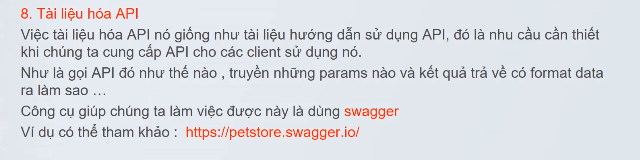 8. Tài liệu hóa API
Việc tài liệu hóa API nó giống như tài liệu hướng dẫn sử dụng API, đó là nhu cầu cần thiết
khi chúng ta cung cấp API cho các client sử dụng nó.
Như là gọi API đó như thế nào , truyền những params nào và kết quả trả về có format data
ra làm sao …
Công cụ giúp chúng ta làm việc được này là dùng swagger
Ví dụ có thể tham khảo : https://petstore.swagger.io/